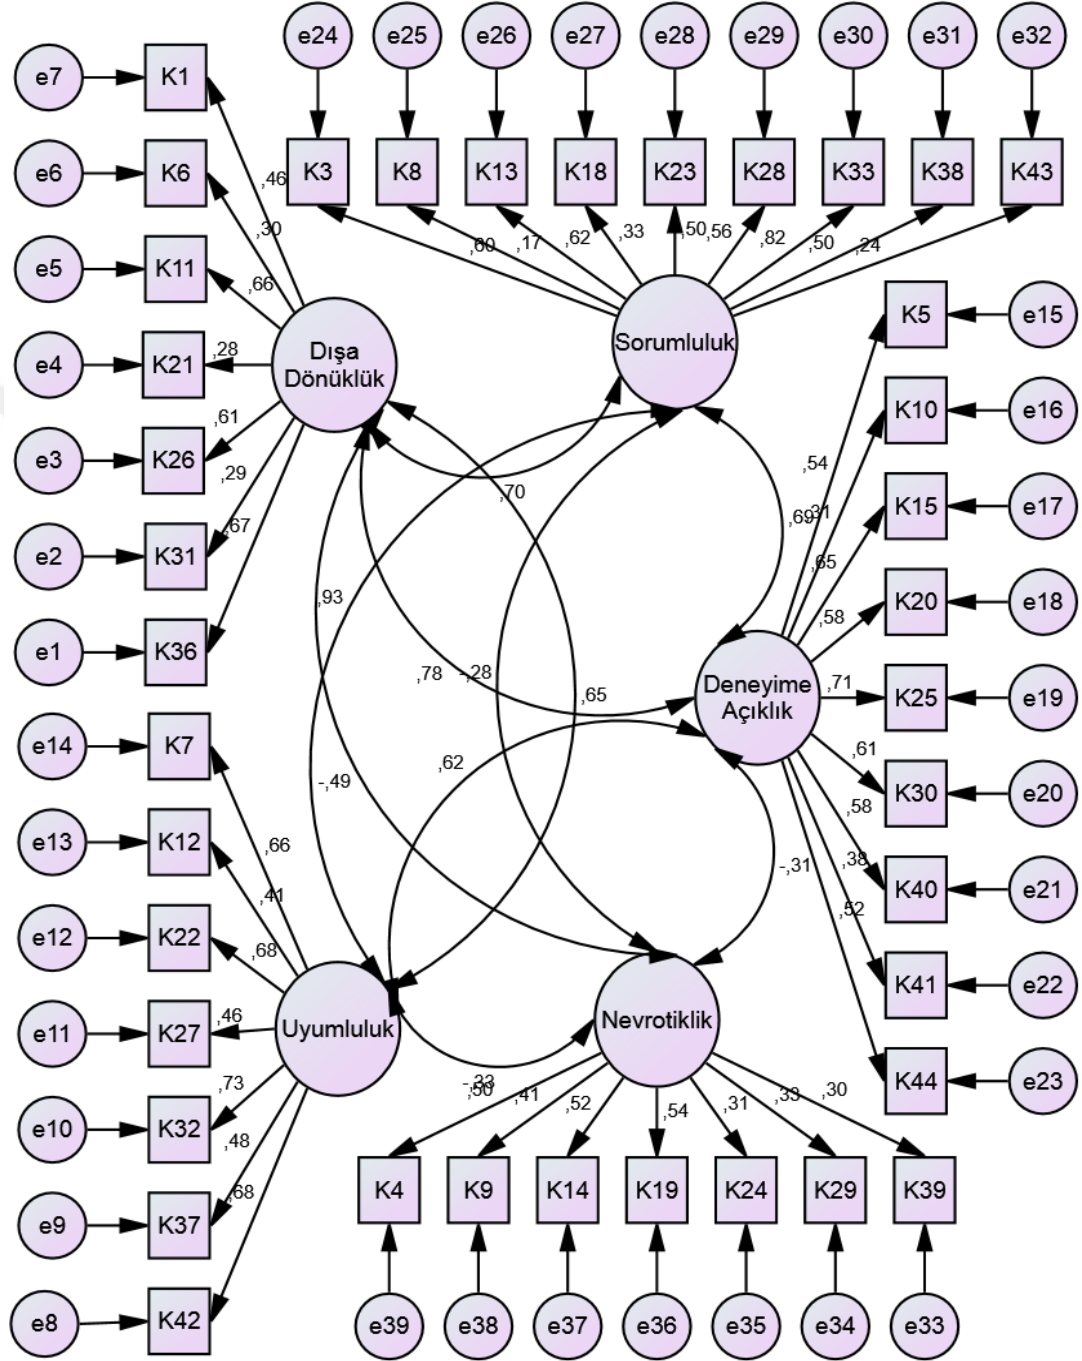 e24 e25 e26 e27 e28 e29 e30 e31 e32
K3 K8 K13 K18 K23 K28 K33 K38 K43
,60 ,17 ,62 ,33 ,50 ,56 ,82 ,50 ,24
Sorumluluk
e7 K1
e6 K6
e5 K11
e4 K21
e3 K26
e2 K31
e1 K36
,46
,30
,66
,28
,61
,29
,67
Dışa
Dönüklük
K5 e15
K10 e16
K15 e17
K20 e18
K25 e19
K30 e20
K40 e21
K41 e22
K44 e23
,54
,31
,65
,58
,71
,61
,58
,38
,52
Deneyime
Açıklık
,70
,69
,93
,78 -,28
,65
,62
-,49
-,31
-,33
e14 K7
e13 K12
e12 K22
e11 K27
e10 K32
e9 K37
e8 K42
,66
,41
,68
,46
,73
,48
,68
Uyumluluk
Nevrotiklik
,50 ,41 ,52 ,54 ,31 ,33 ,30
K4 K9 K14 K19 K24 K29 K39
e39 e38 e37 e36 e35 e34 e33